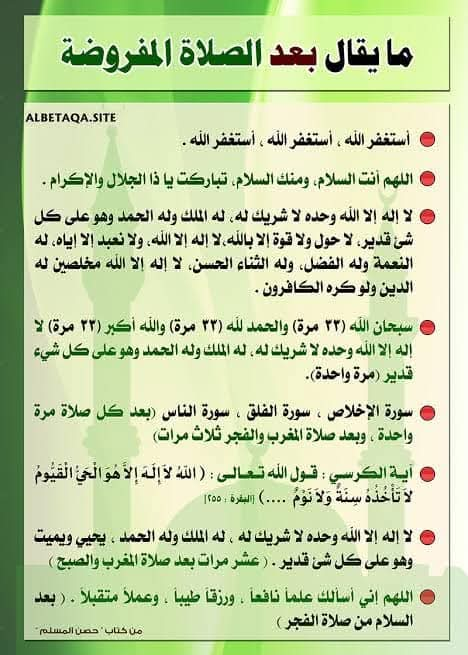 ما يقال بعد الصلاة المفروضة
ALBETAQA.SITE
أستغفر الله ، أستغفر الله ، أستغفر الله .
اللهم أنت السلام، ومنك السلام، تباركت يا ذا الجلال والإكرام .
لا إله إلا الله وحده لا شريك له، له الملك وله الحمد وهو على كل
شئ قدير، لا حول ولا قوة إلا بالله،لا إله إلا الله، ولا نعبد إلا إياه، له
النعمة وله الفضل، وله الثناء الحسن، لا إله إلا الله مخلصين له
الدين ولو كره الكافرون .
سبحان الله (٣٣ مرة) والحمد لله (٣٣ مرة) والله أكبر (٣٣ مرة) لا
إله إلا الله وحده لا شريك له، له الملك وله الحمد وهو على كل شيء
قدير (مرة واحدة).
سورة الإخلاص ، سورة الفلق ، سورة الناس (بعد كل صلاة مرة
واحدة ، وبعد صلاة المغرب والفجر ثلاث مرات)
آية الكرسي : قول الله تعالى : ( اللهُ لاَ إِلَهَ إِلاَّ هُوَ الْحَيُّ الْقَيُّومُ
لاَ تَأْخُذُهُ سِنَةٌ وَلاَ نَوْمٌ ....) [البقرة : ٢٥٥]
لا إله إلا الله وحده لا شريك له ، له الملك وله الحمد ، يحيي ويميت
وهو على كل شئ قدير . ( عشر مرات بعد صلاة المغرب والصبح )
اللهم إني أسألك علماً نافعاً ، ورزقاً طيباً ، وعملاً متقبلاً . ( بعد
السلام من صلاة الفجر )
من كتاب " حصن المسلم "